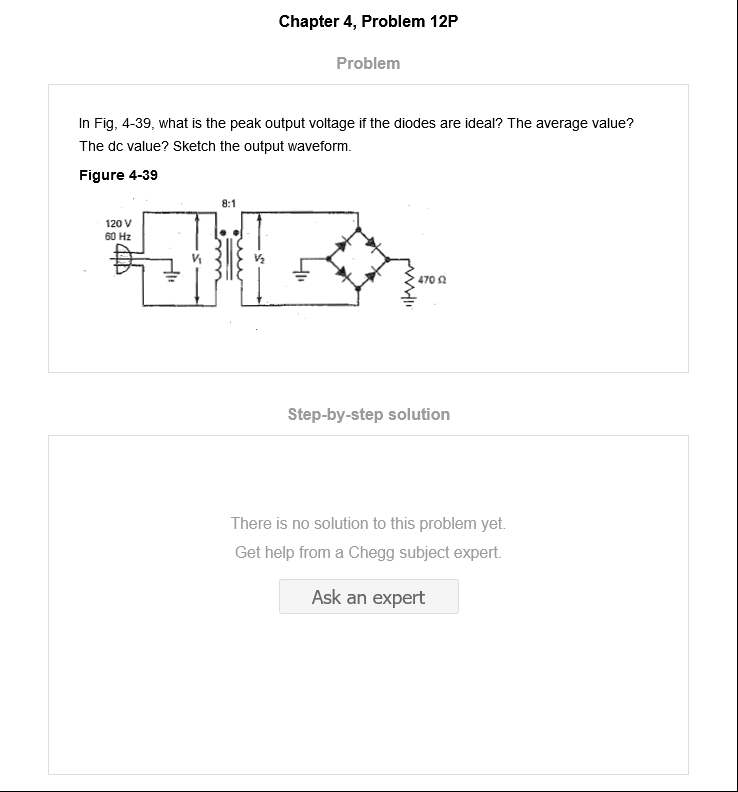 Chapter 4, Problem 12P
Problem
In Fig, 4-39, what is the peak output voltage if the diodes are ideal? The average value?
The dc value? Sketch the output waveform.
Figure 4-39
8:1
120 V
60 Hz
V₁
V₂
470 Ω
Step-by-step solution
There is no solution to this problem yet.
Get help from a Chegg subject expert.
Ask an expert